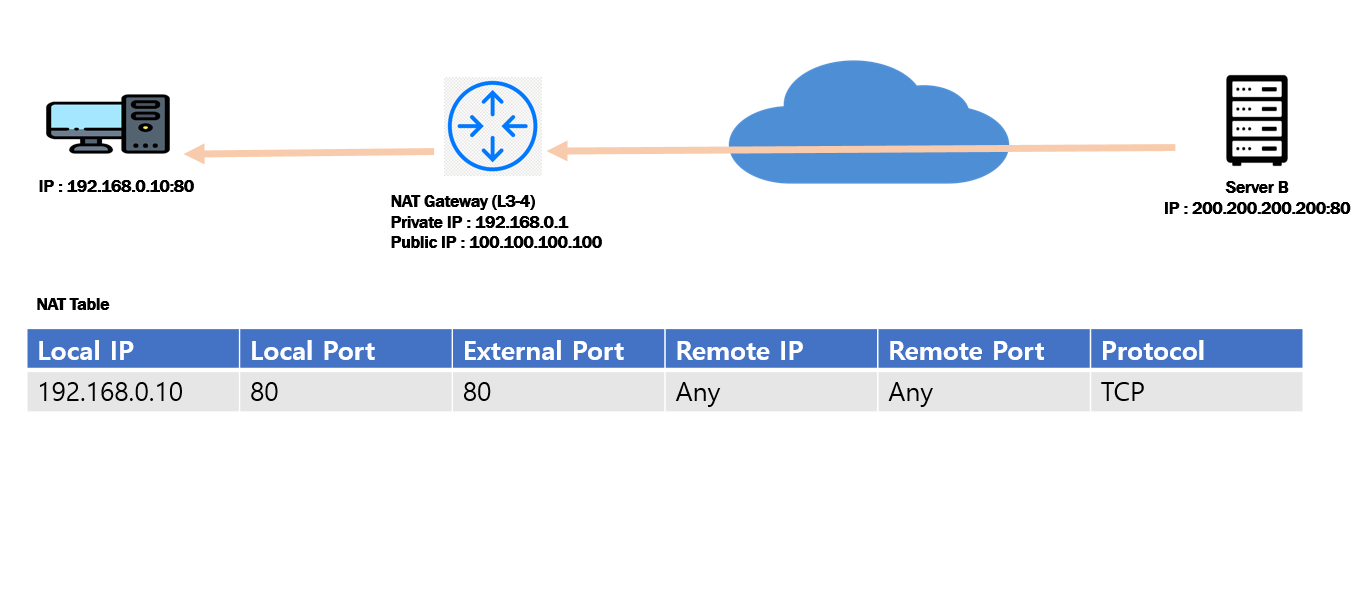 IP : 192.168.0.10:80
NAT Gateway (L3-4)
Private IP : 192.168.0.1
Public IP : 100.100.100.100
Server B
IP : 200.200.200.200:80
NAT Table
Local IP Local Port External Port Remote IP Remote Port Protocol
192.168.0.10 80 80 Any Any TCP